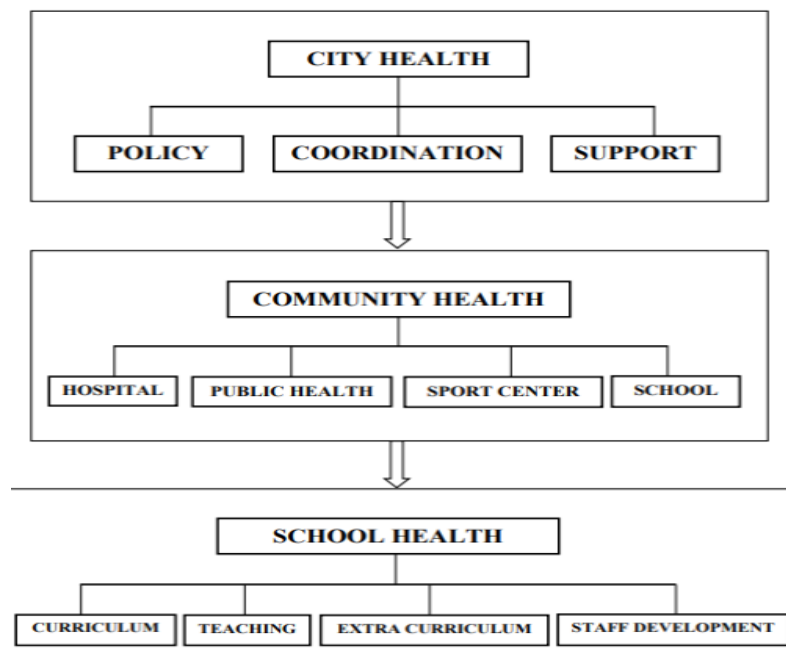 CITY HEALTH
POLICY
COORDINATION
SUPPORT
COMMUNITY HEALTH
HOSPITAL
PUBLIC HEALTH
SPORT CENTER
SCHOOL
SCHOOL HEALTH
CURRICULUM
TEACHING
EXTRA CURRICULUM
STAFF DEVELOPMENT